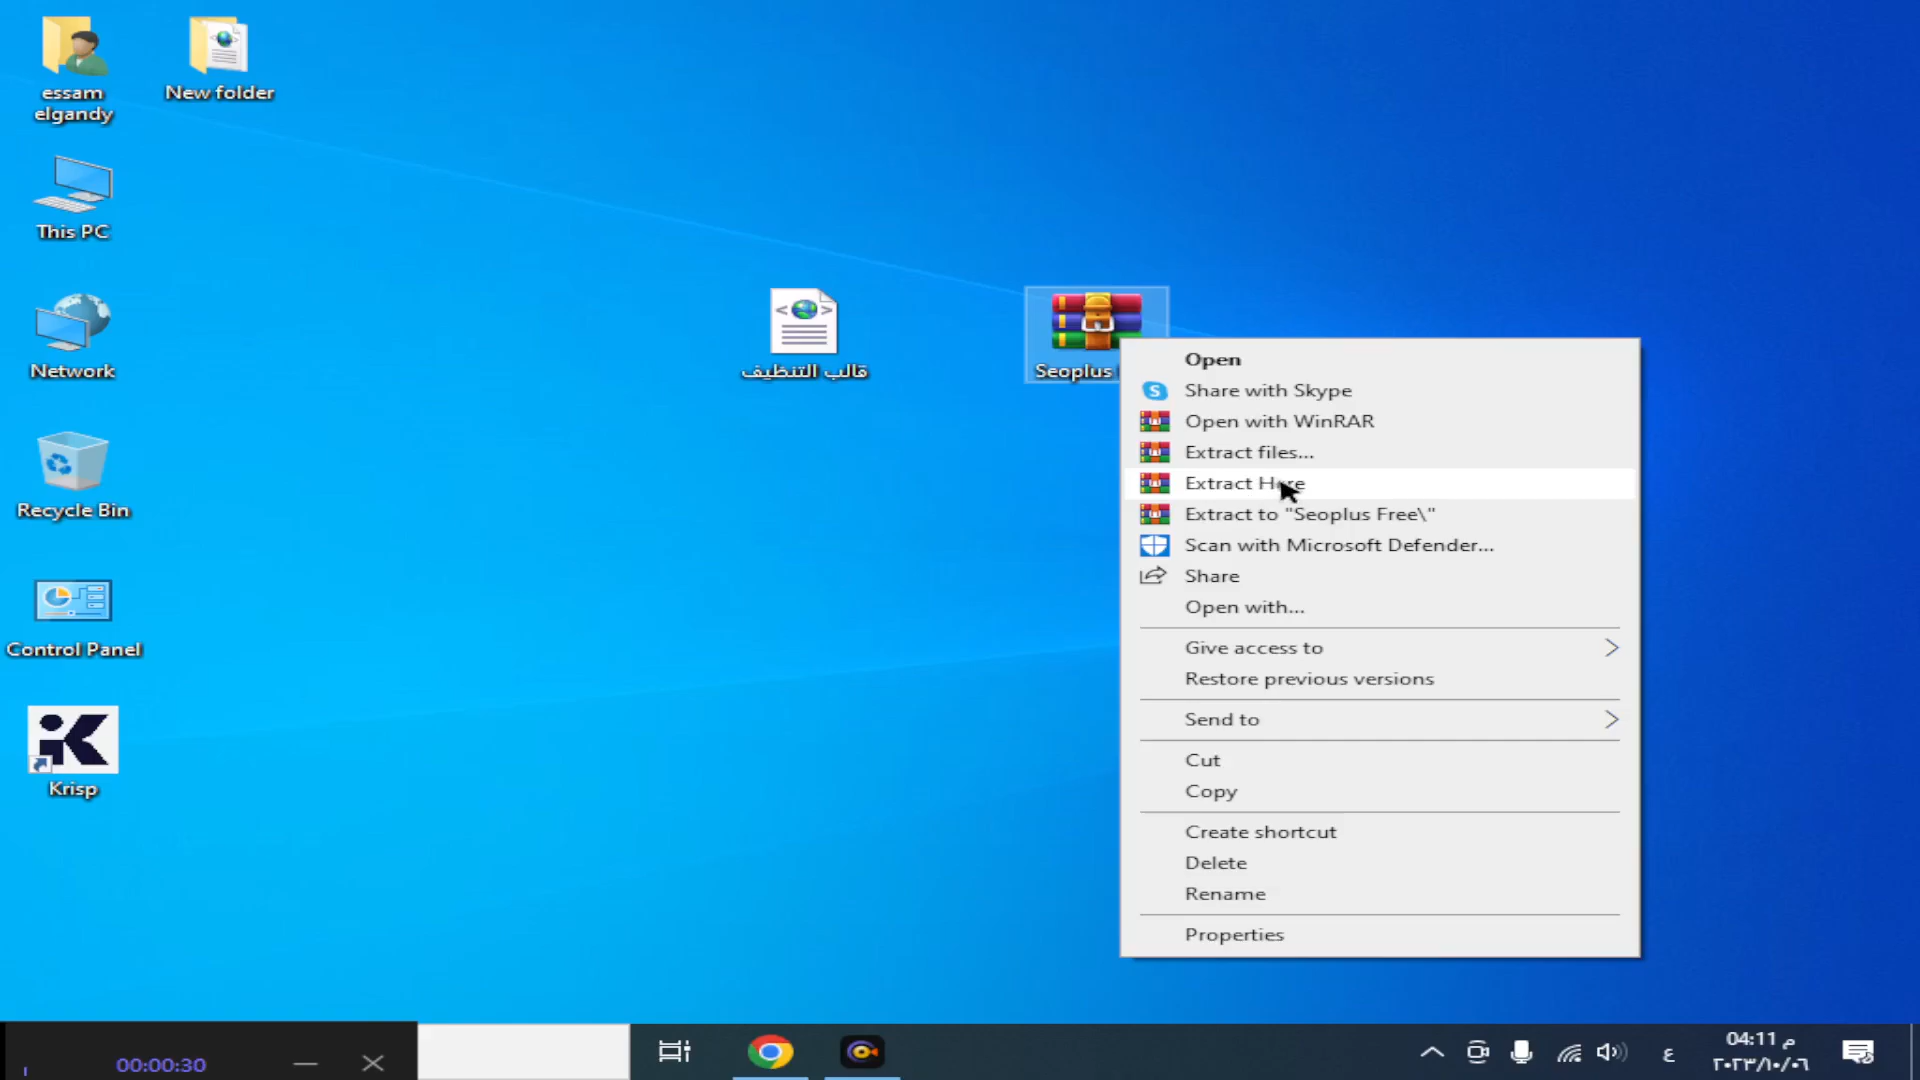 essam
elgandy
New folder
This PC
Network
Recycle Bin
Control Panel
Krisp
قالب التنظيف
Seoplus
Open
Share with Skype
Open with WinRAR
Extract files...
Extract Here
Extract to "Seoplus Free\"
Scan with Microsoft Defender...
Share
Open with...
Give access to
Restore previous versions
Send to
Cut
Copy
Create shortcut
Delete
Rename
Properties
00:00:30
ع
04:11 م
٢٠٢٣/١٠/٠٦